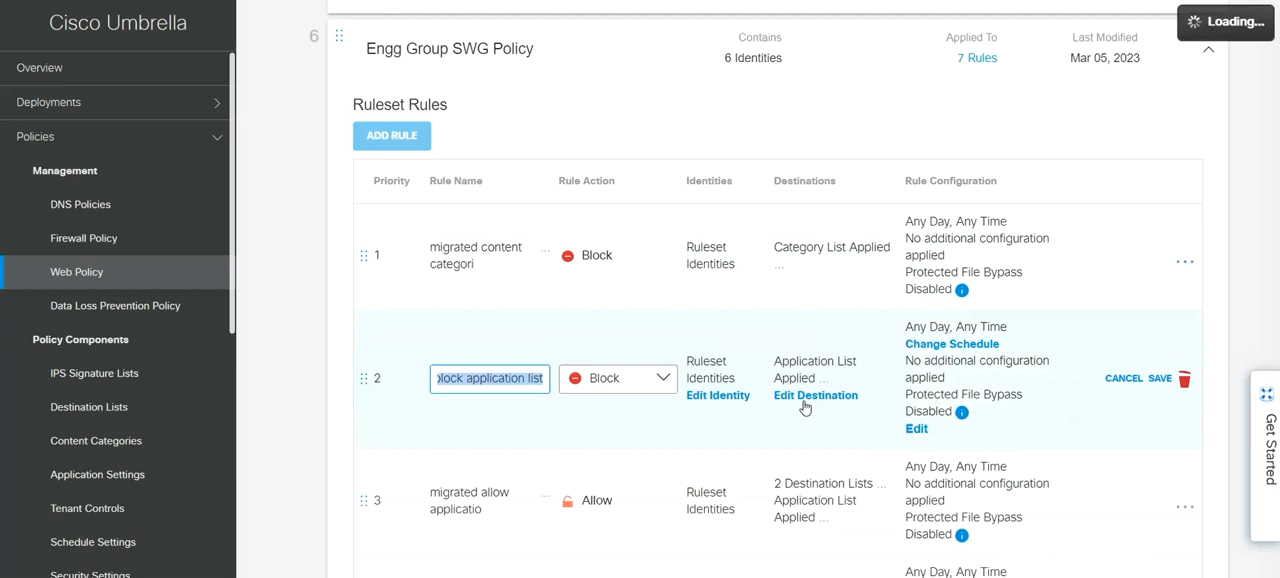 Cisco Umbrella
Overview
Deployments
Policies
Management
DNS Policies
Firewall Policy
Web Policy
Data Loss Prevention Policy
Policy Components
IPS Signature Lists
Destination Lists
Content Categories
Application Settings
Tenant Controls
Schedule Settings
Security Settings
Loading...
6
Engg Group SWG Policy
Contains
6 Identities
Applied To
7 Rules
Last Modified
Mar 05, 2023
Ruleset Rules
ADD RULE
Priority Rule Name Rule Action Identities Destinations Rule Configuration
1
migrated content
categori
...
Block
Ruleset
Identities
Category List Applied
...
Any Day, Any Time
No additional configuration
applied
Protected File Bypass
Disabled
...
2
block application list
Block
Ruleset
Identities
Edit Identity
Application List
Applied ...
Edit Destination
Any Day, Any Time
Change Schedule
No additional configuration
applied
Protected File Bypass
Disabled
Edit
CANCEL SAVE
3
migrated allow
applicatio
...
Allow
Ruleset
Identities
2 Destination Lists ...
Application List
Applied ...
Any Day, Any Time
No additional configuration
applied
Protected File Bypass
Disabled
...
Any Day, Any Time
Get Started